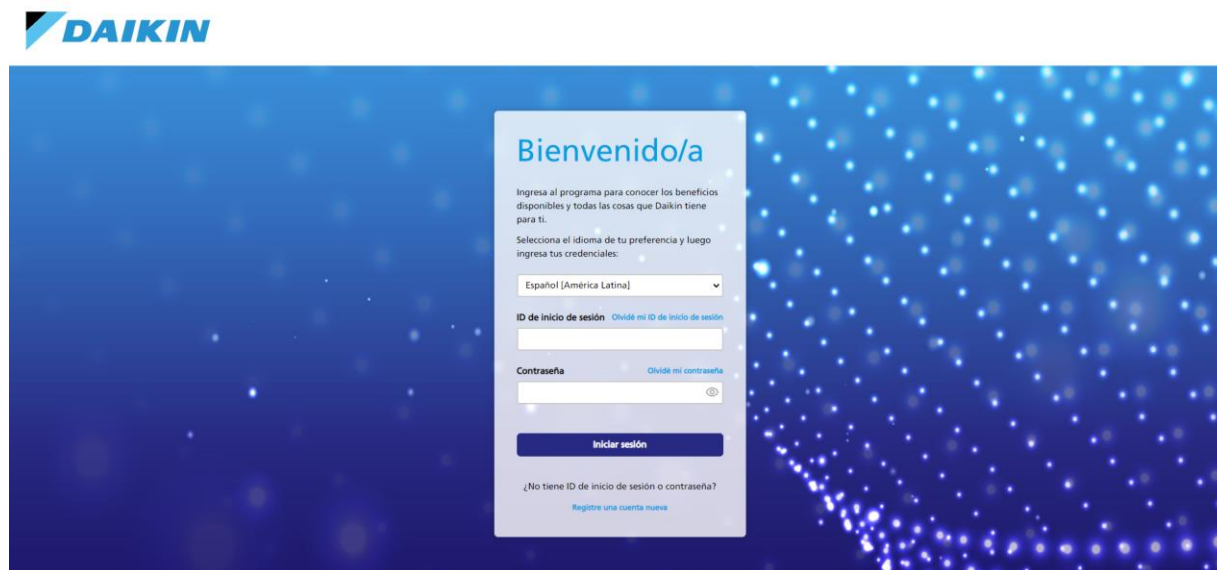 DAIKIN
Bienvenido/a
Ingresa al programa para conocer los beneficios
disponibles y todas las cosas que Daikin tiene
para ti.
Selecciona el idioma de tu preferencia y luego
ingresa tus credenciales:
Español [América Latina]
ID de inicio de sesión Olvidé mi ID de inicio de sesión
Contraseña Olvidé mi contraseña
Iniciar sesión
¿No tiene ID de inicio de sesión o contraseña?
Registre una cuenta nueva